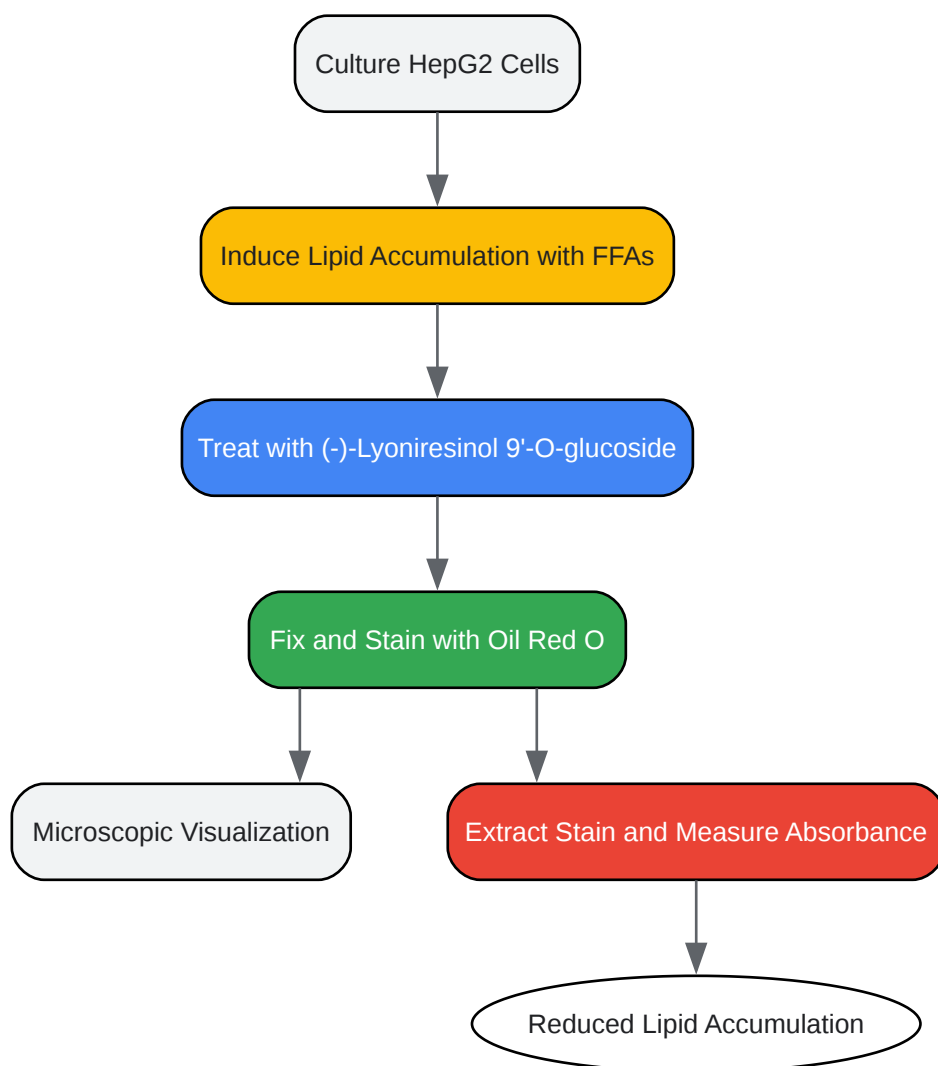 Culture HepG2 Cells
Induce Lipid Accumulation with FFAs
Treat with (-)-Lyoniresinol 9'-O-glucoside
Fix and Stain with Oil Red O
Microscopic Visualization
Extract Stain and Measure Absorbance
Reduced Lipid Accumulation